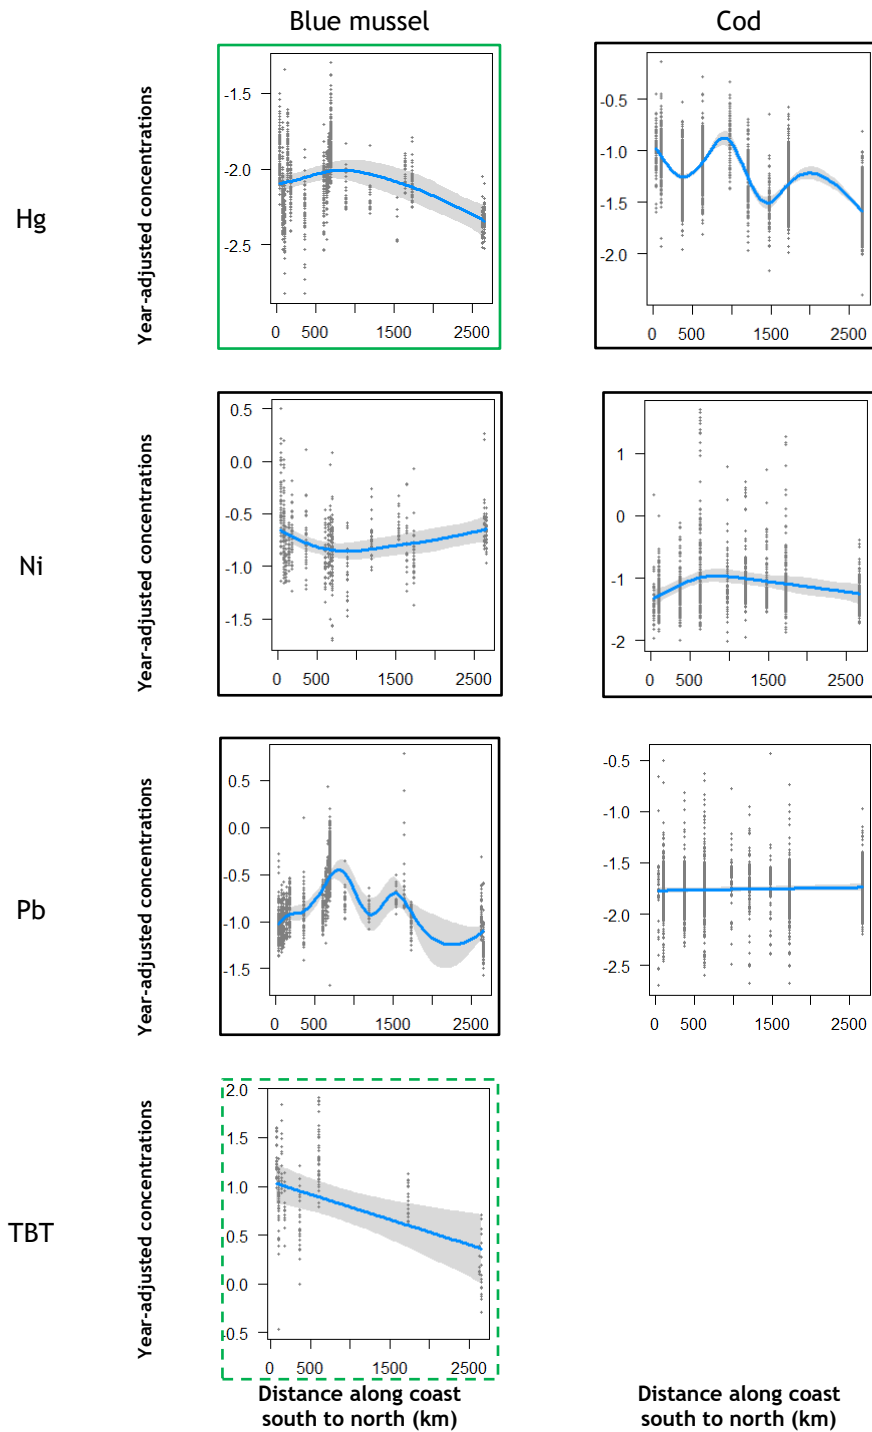 Blue mussel
Cod
Hg
Year-adjusted concentrations
-1.5
-2.0
-2.5
0 500 1500 2500
-0.5
-1.0
-1.5
-2.0
0 500 1500 2500
Ni
Year-adjusted concentrations
0.5
0.0
-0.5
-1.0
-1.5
0 500 1500 2500
1
0
-1
-2
0 500 1500 2500
Pb
Year-adjusted concentrations
0.5
0.0
-0.5
-1.0
-1.5
0 500 1500 2500
-0.5
-1.0
-1.5
-2.0
-2.5
0 500 1500 2500
TBT
Year-adjusted concentrations
2.0
1.5
1.0
0.5
0.0
-0.5
0 500 1500 2500
Distance along coast
south to north (km)
Distance along coast
south to north (km)